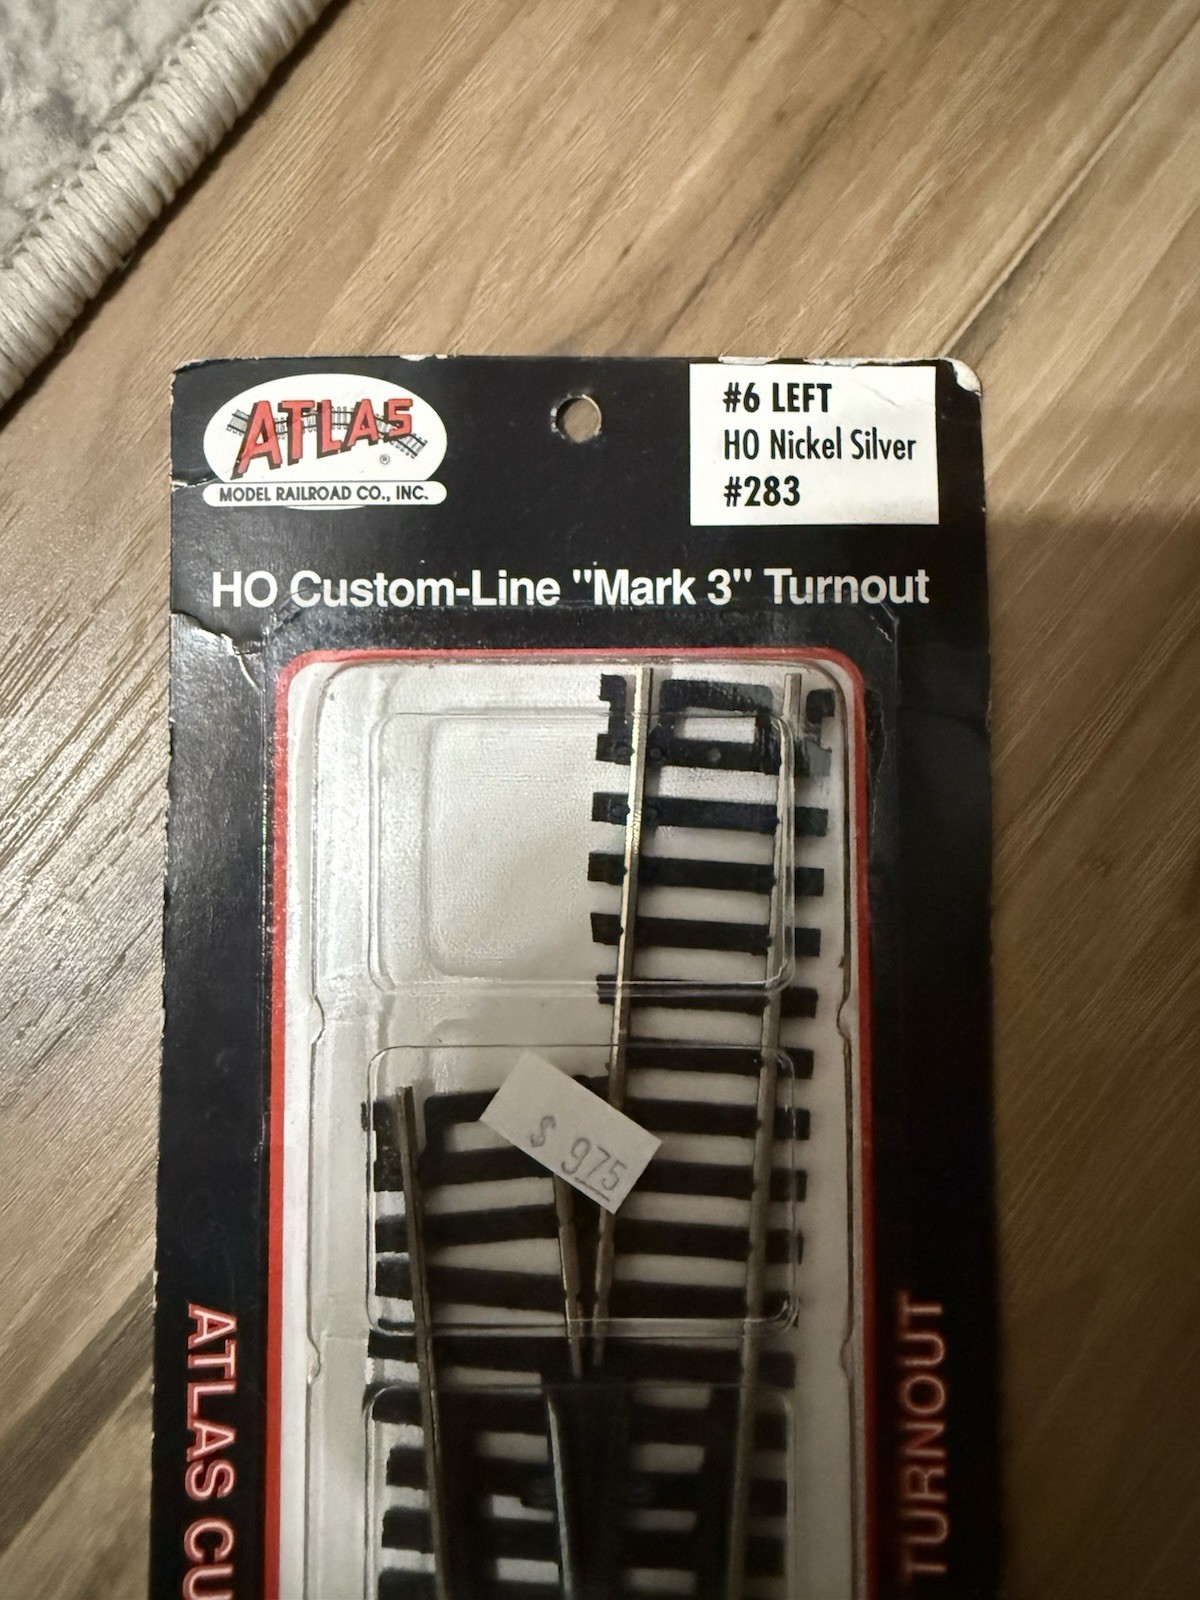 ATLAS®
MODEL RAILROAD CO., INC.
#6 LEFT
HO Nickel Silver
#283
HO Custom-Line "Mark 3" Turnout
$ 975
ATLAS CU
TURNOUT